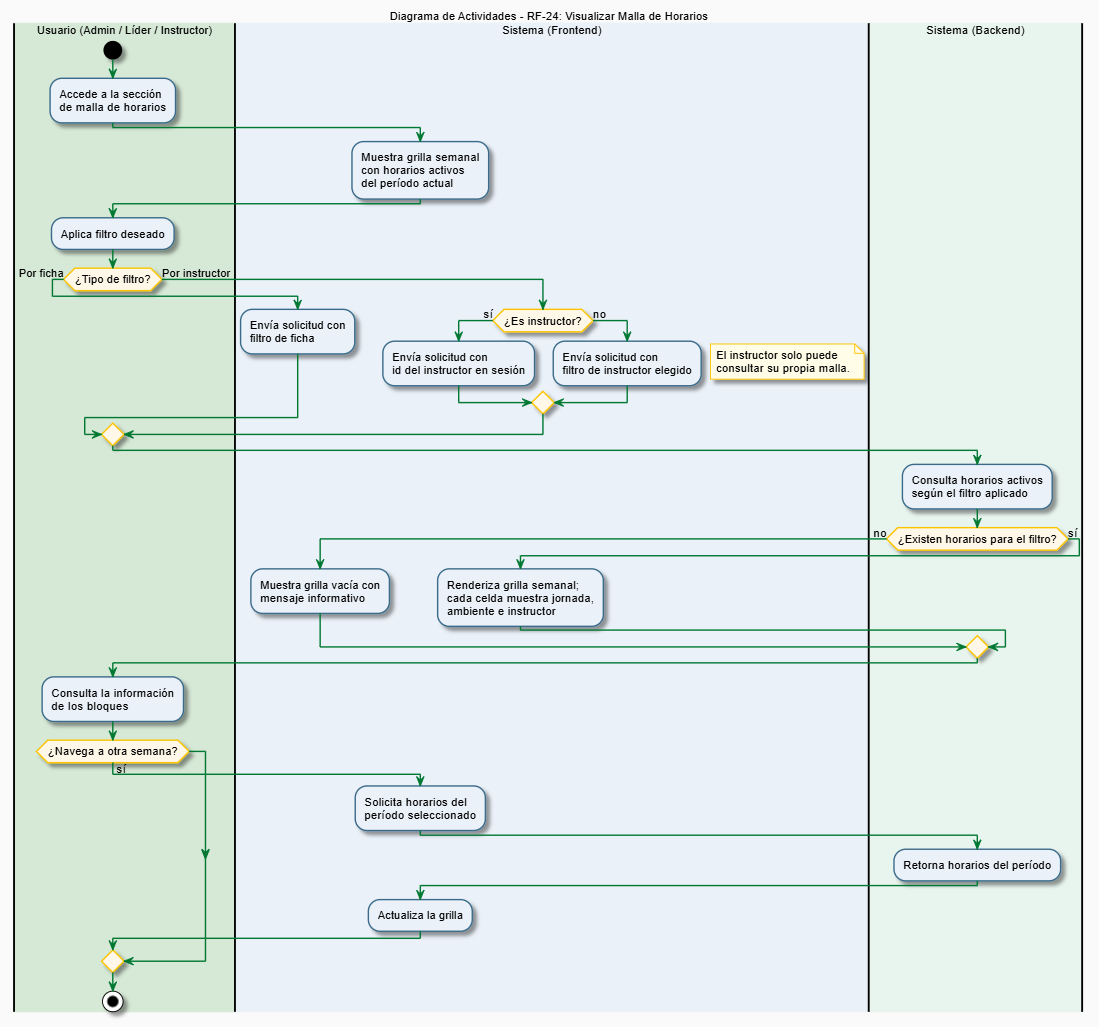 Diagrama de Actividades - RF-24: Visualizar Malla de Horarios
Usuario (Admin / Líder / Instructor)
Sistema (Frontend)
Sistema (Backend)
Accede a la sección
de malla de horarios
Muestra grilla semanal
con horarios activos
del período actual
Aplica filtro deseado
Por ficha
¿Tipo de filtro?
Por instructor
Envía solicitud con
filtro de ficha
sí
¿Es instructor?
no
Envía solicitud con
id del instructor en sesión
Envía solicitud con
filtro de instructor elegido
El instructor solo puede
consultar su propia malla.
Consulta horarios activos
según el filtro aplicado
no
¿Existen horarios para el filtro?
sí
Muestra grilla vacía con
mensaje informativo
Renderiza grilla semanal;
cada celda muestra jornada,
ambiente e instructor
Consulta la información
de los bloques
¿Navega a otra semana?
sí
Solicita horarios del
período seleccionado
Retorna horarios del período
Actualiza la grilla